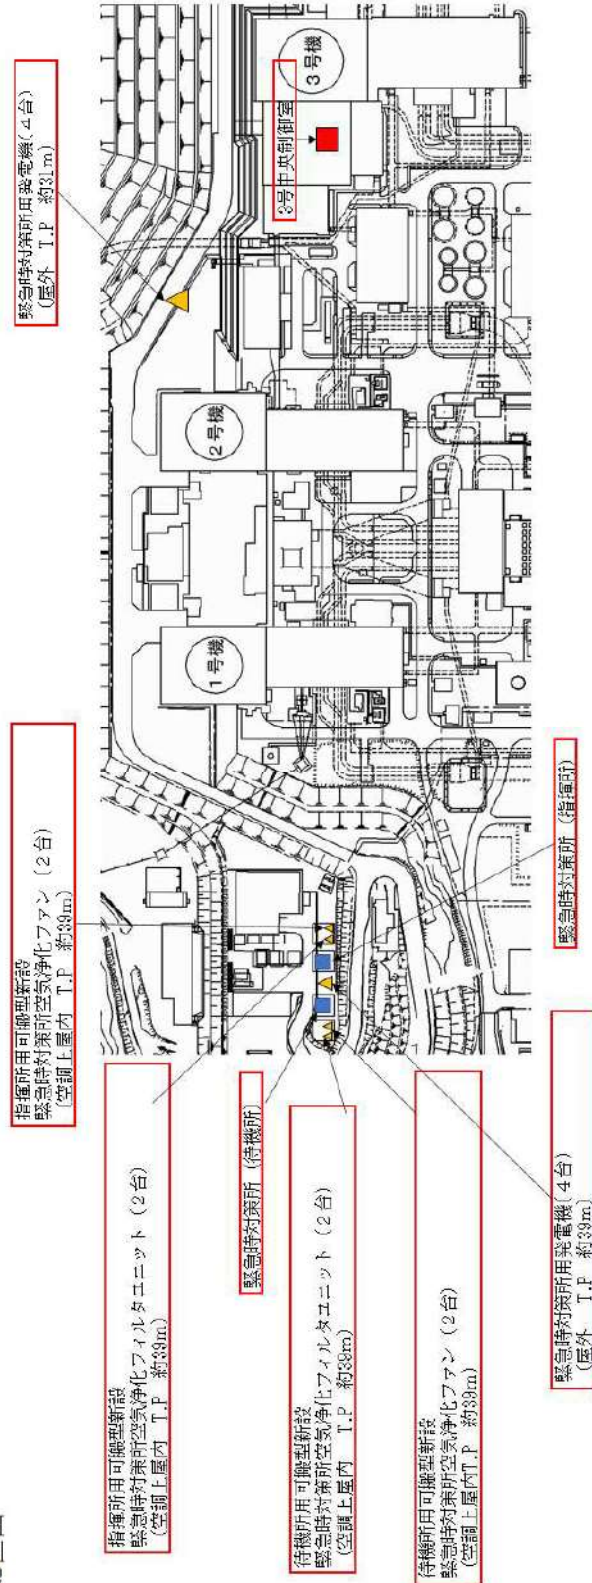 緊急時対策所用発電機(4台)
(屋外 T.P 約31m)
3号機
3号中央制御室
2号機
1号機
指揮所用可搬型新設
緊急時対策所空気浄化ファン(2台)
(空調上屋内 T.P 約39m)
緊急時対策所(指揮所)
指揮所用可搬型新設
緊急時対策所空気浄化フィルタユニット(2台)
(空調上屋内 T.P 約39m)
緊急時対策所(待機所)
待機所用可搬型新設
緊急時対策所空気浄化フィルタユニット(2台)
(空調上屋内 T.P 約39m)
待機所用可搬型新設
緊急時対策所空気浄化ファン(2台)
(空調上屋内T.P 約39m)
緊急時対策所用発電機(4台)
(屋外 T.P 約39m)